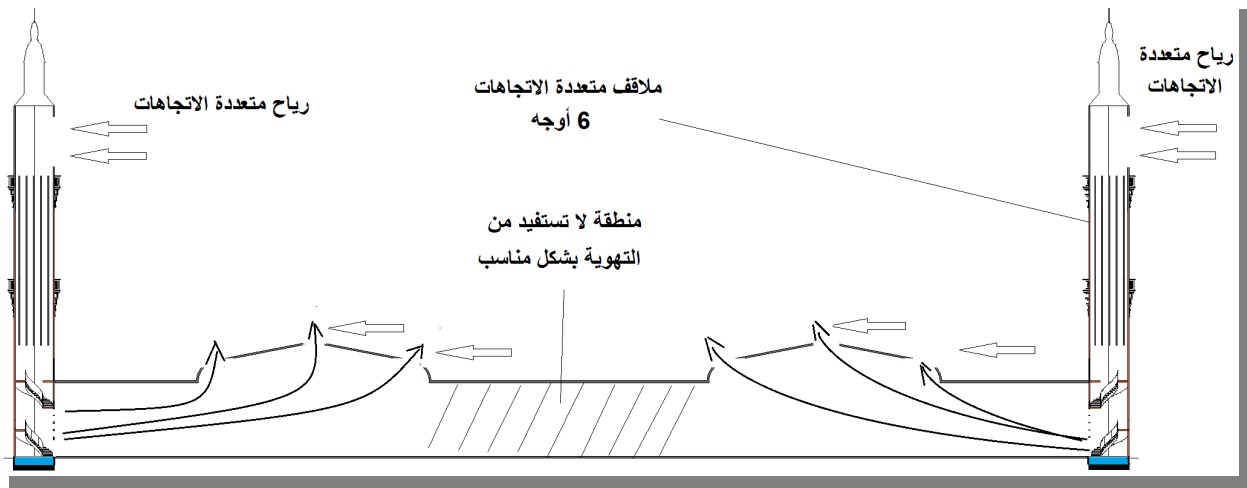 رياح متعددة
الاتجاهات
ملاقف متعددة الاتجاهات
6 أوجه
رياح متعددة الاتجاهات
منطقة لا تستفيد من
التهوية بشكل مناسب